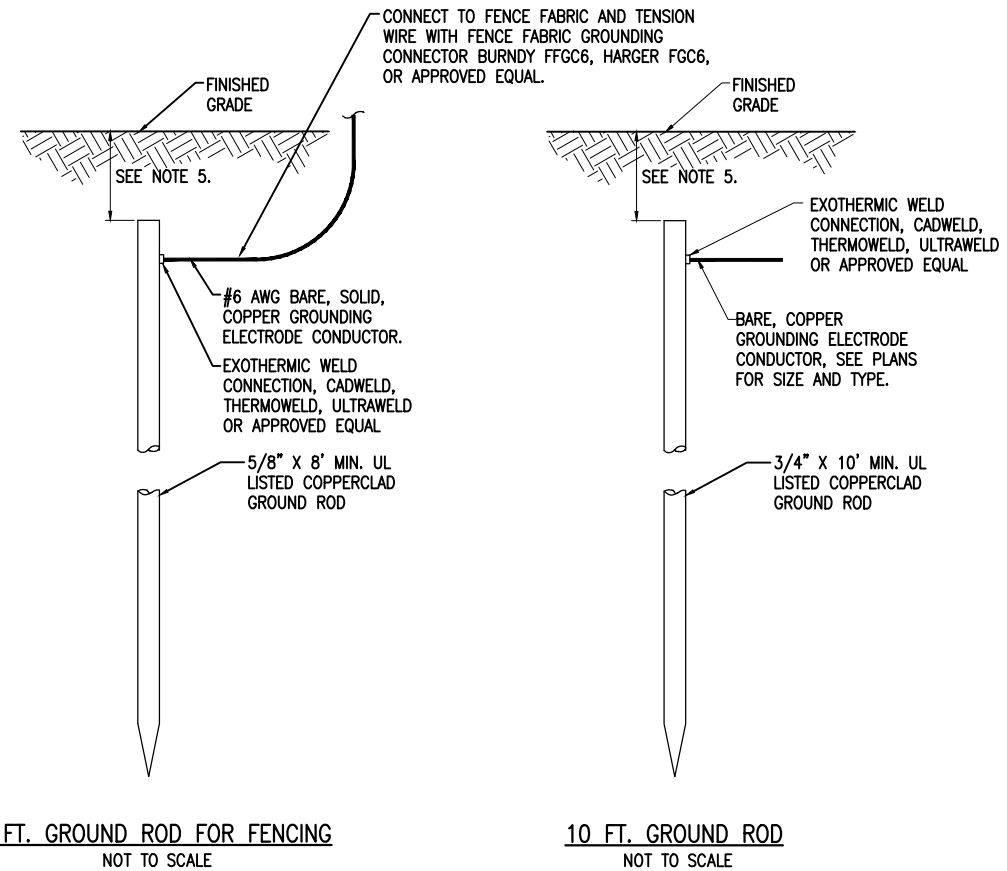 CONNECT TO FENCE FABRIC AND TENSION
WIRE WITH FENCE FABRIC GROUNDING
CONNECTOR BURNDY FFGC6, HARGER FGC6,
OR APPROVED EQUAL.
FINISHED
GRADE
SEE NOTE 5.
#6 AWG BARE, SOLID,
COPPER GROUNDING
ELECTRODE CONDUCTOR.
EXOTHERMIC WELD
CONNECTION, CADWELD,
THERMOWELD, ULTRAWELD
OR APPROVED EQUAL
5/8" X 8' MIN. UL
LISTED COPPERCLAD
GROUND ROD
FT. GROUND ROD FOR FENCING
NOT TO SCALE
FINISHED
GRADE
SEE NOTE 5.
EXOTHERMIC WELD
CONNECTION, CADWELD,
THERMOWELD, ULTRAWELD
OR APPROVED EQUAL
BARE, COPPER
GROUNDING ELECTRODE
CONDUCTOR, SEE PLANS
FOR SIZE AND TYPE.
3/4" X 10' MIN. UL
LISTED COPPERCLAD
GROUND ROD
10 FT. GROUND ROD
NOT TO SCALE